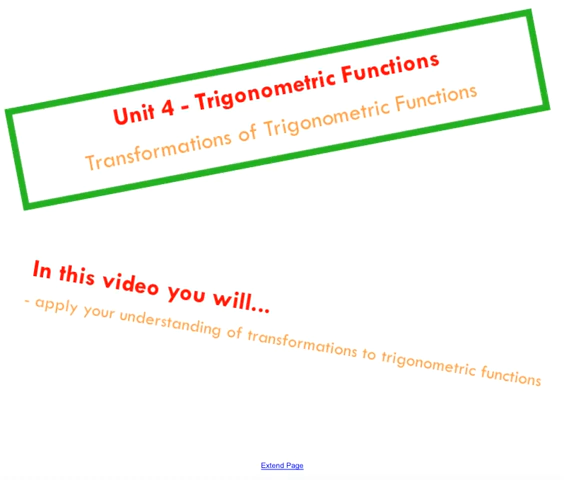 Unit 4 - Trigonometric Functions
Transformations of Trigonometric Functions
In this video you will...
- apply your understanding of transformations to trigonometric functions
Extend Page